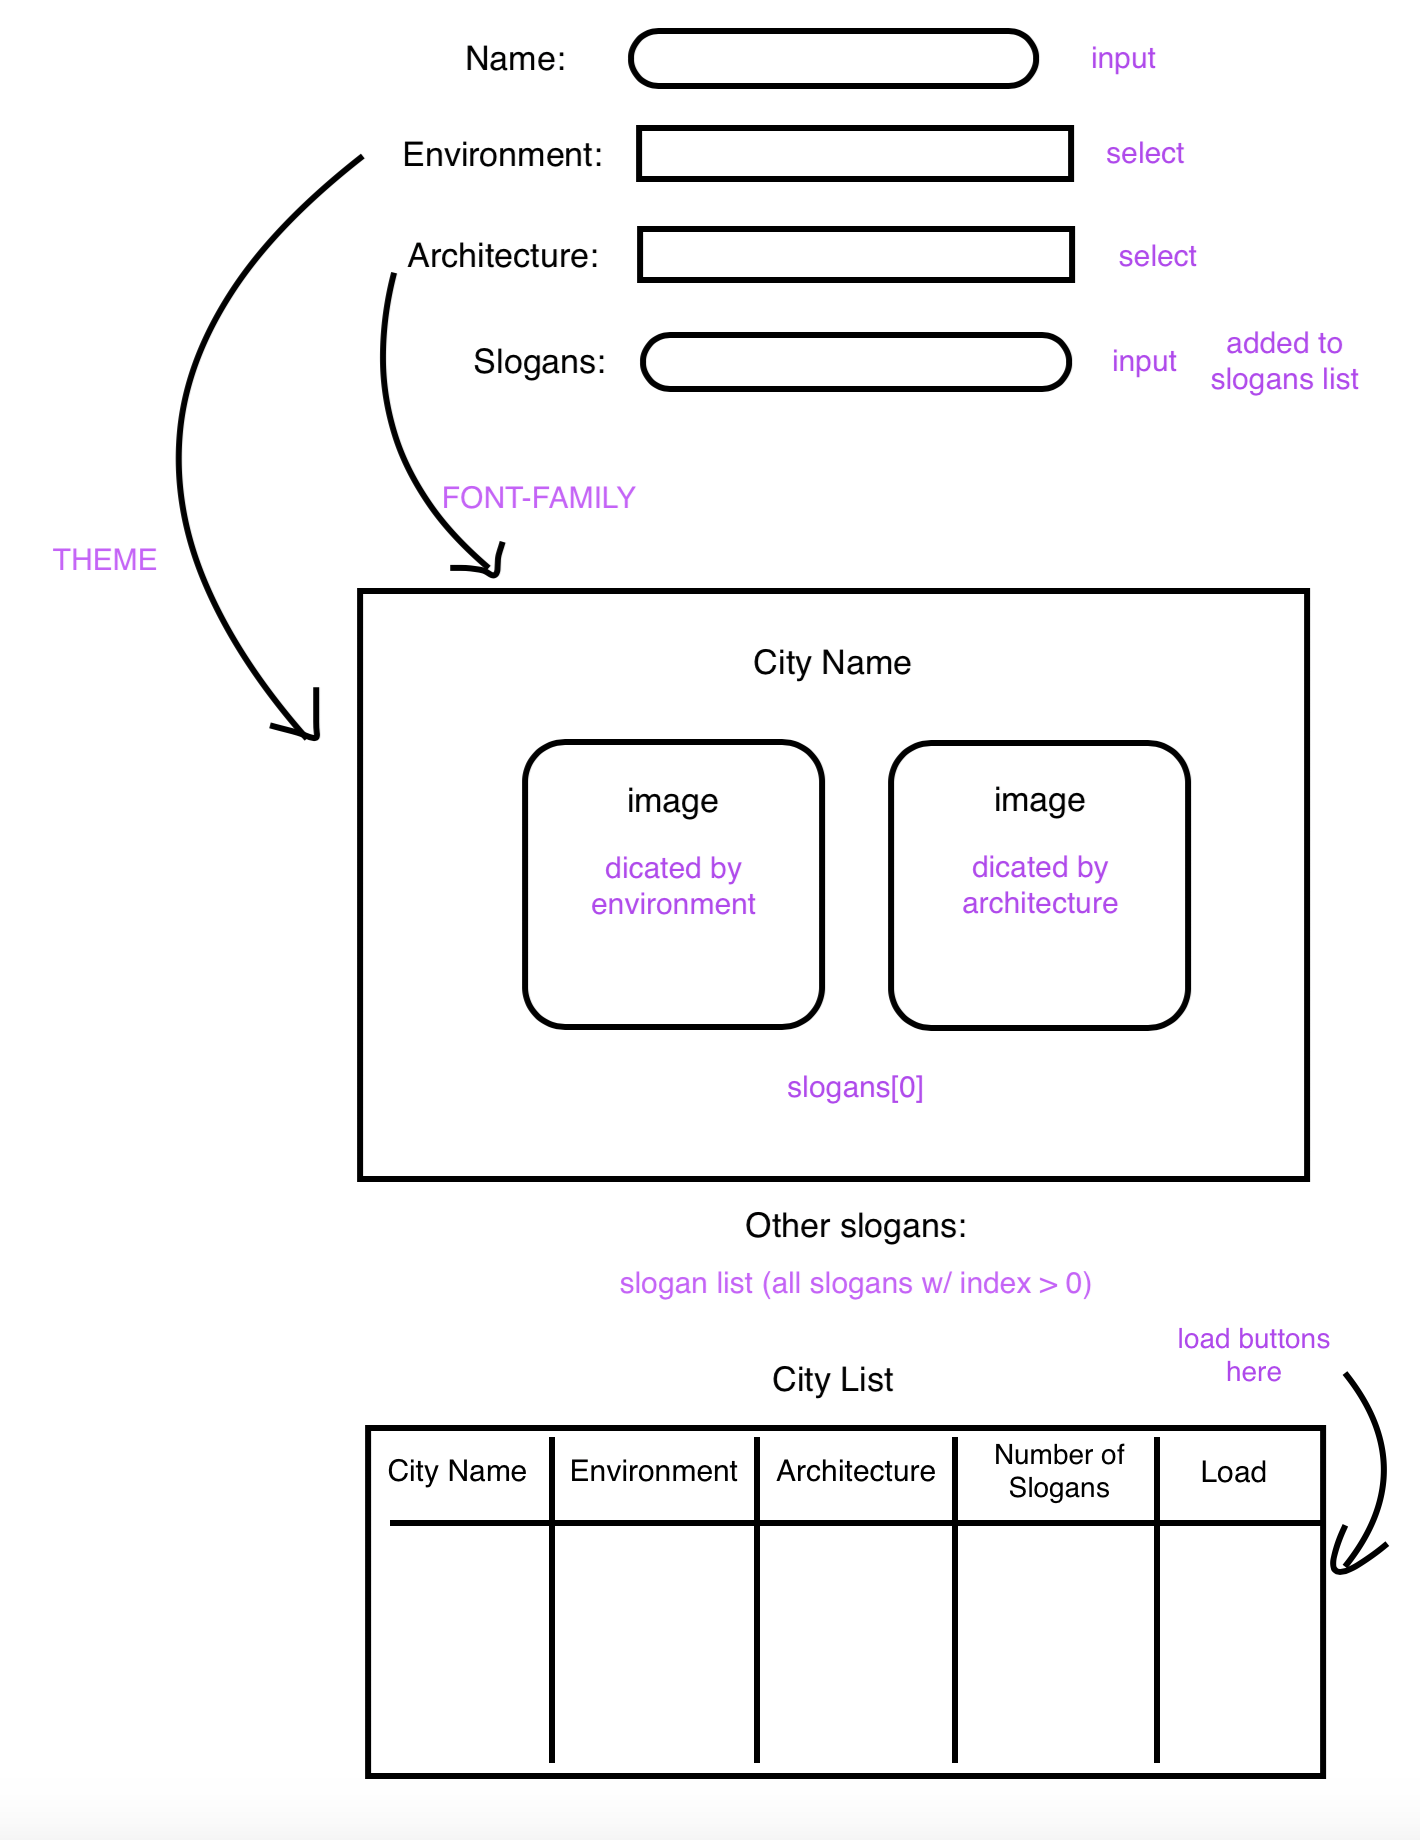 Name:
input
Environment:
select
Architecture:
select
Slogans:
input
added to
slogans list
FONT-FAMILY
THEME
City Name
image
dicated by
environment
image
dicated by
architecture
slogans[0]
Other slogans:
slogan list (all slogans w/ index > 0)
load buttons
here
City List
City Name
Environment
Architecture
Number of
Slogans
Load